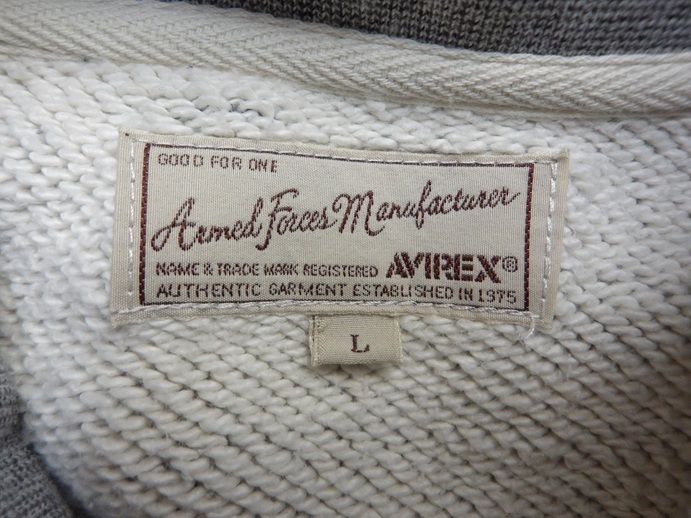 GOOD FOR ONE
Armed Forces Manufacturer
NAME & TRADE MARK REGISTERED AVIREX®
AUTHENTIC GARMENT ESTABLISHED IN 1975
L